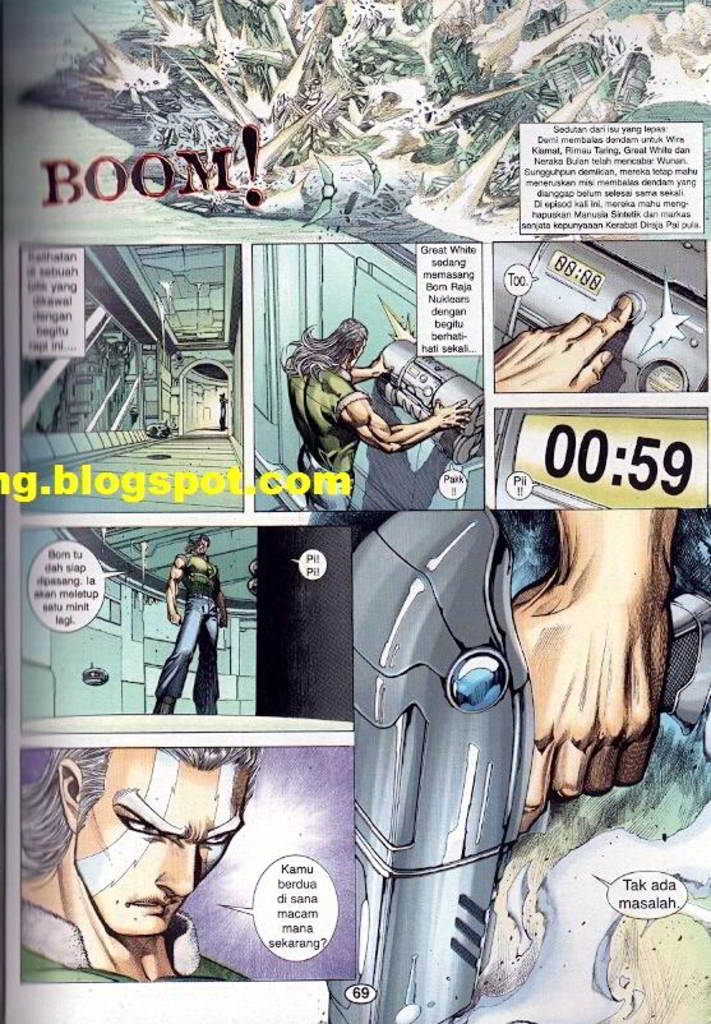 BOOM!
Sedutan dari isu yang lepas:
Demi membalas dendam untuk Wira
Kiamat, Rimau Taring, Great White dan
Neraka Bulan telah mencabar Wunan.
Sungguhpun demikian, mereka tetap mahu
meneruskan misi membalas dendam yang
dianggap belum selesai sama sekali.
Di episod kali ini, mereka mahu meng-
hapuskan Manusia Sintetik dan markas
senjata kepunyaaan Kerabat Diraja Pai pula.
Kelihatan
di sebuah
bilik yang
dikawal
dengan
begitu
rapi ini....
Great White
sedang
memasang
Bom Raja
Nuklears
dengan
begitu
berhati-
hati sekali...
Pakk
!!
Too.
00:00
Pii
!!
00:59
ng.blogspot.com
Bom tu
dah siap
dipasang. Ia
akan meletup
satu minit
lagi.
Pi!
Pi!
Kamu
berdua
di sana
macam
mana
sekarang?
Tak ada
masalah.
69